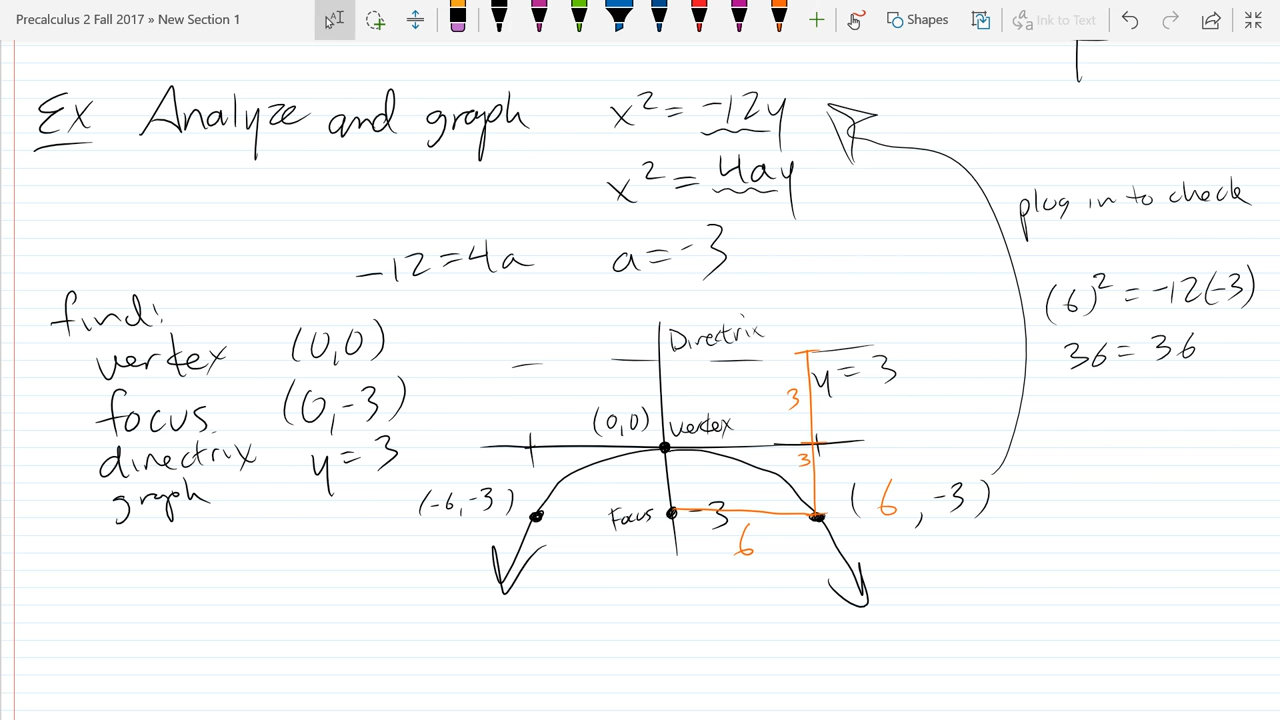 Precalculus 2 Fall 2017 » New Section 1
Shapes
Ink to Text
Ex Analyze and graph x² = -12y
x² = 4ay
plug in to check
-12 = 4a a = -3
(6)² = -12(-3)
36 = 36
find:
vertex (0,0)
focus (0,-3)
directrix y = 3
graph
Directrix
y = 3
3
(0,0) vertex
3
(-6,-3)
Focus -3
(6, -3)
6